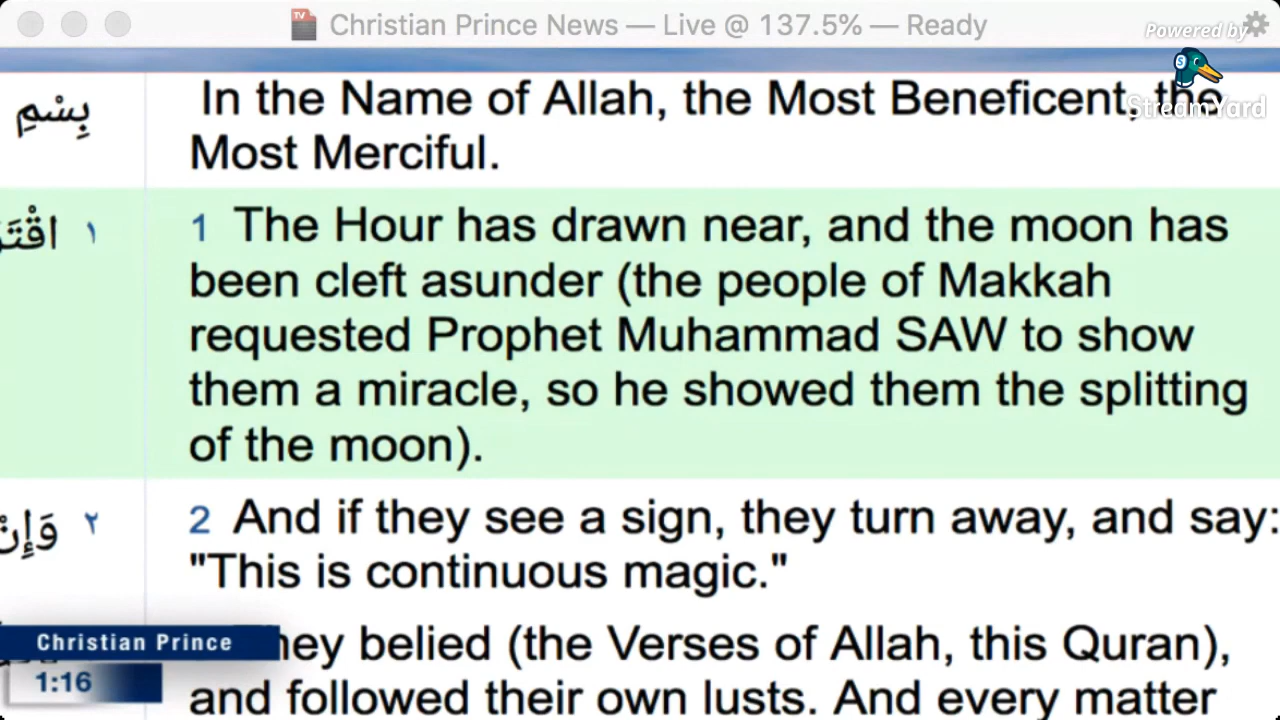 Christian Prince News — Live @ 137.5% — Ready
Powered by
StreamYard
بِسْمِ
In the Name of Allah, the Most Beneficent, the
Most Merciful.
١
1 The Hour has drawn near, and the moon has
been cleft asunder (the people of Makkah
requested Prophet Muhammad SAW to show
them a miracle, so he showed them the splitting
of the moon).
٢ وَإِنْ
2 And if they see a sign, they turn away, and say:
"This is continuous magic."
hey belied (the Verses of Allah, this Quran),
and followed their own lusts. And every matter
Christian Prince
1:16